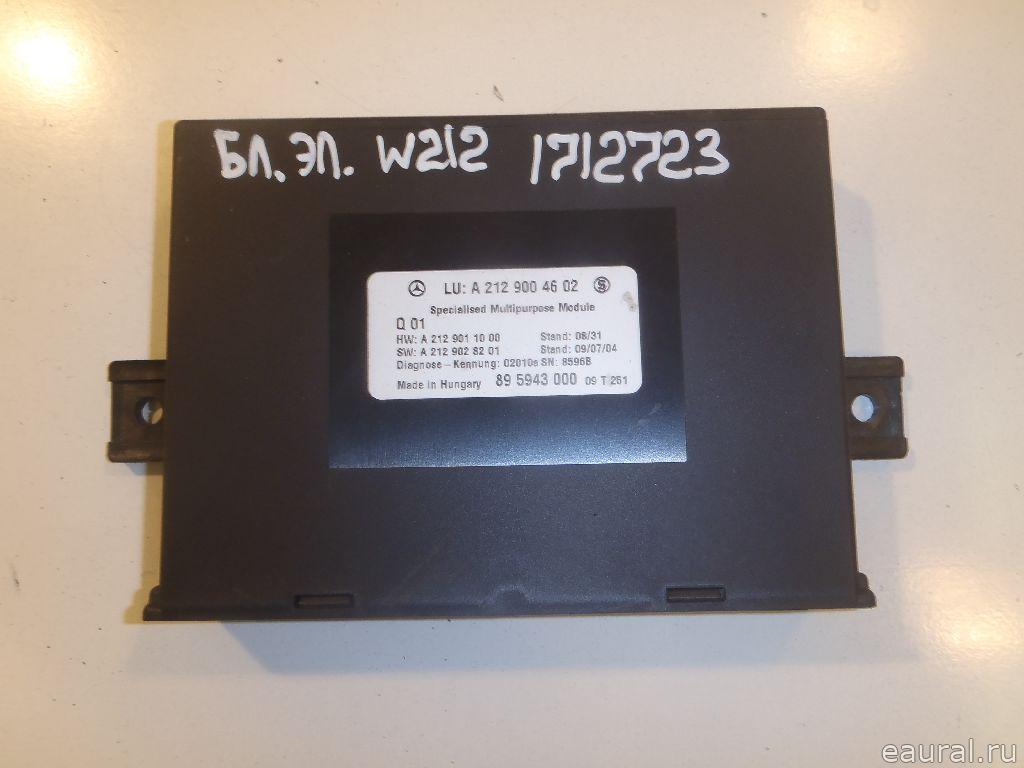 БЛ. ЭЛ. W212 1712723
LU: A 212 900 46 02
Specialised Multipurpose Module
Q 01
HW: A 212 901 10 00 Stand: 08/31
SW: A 212 902 82 01 Stand: 09/07/04
Diagnose - Kennung: 02010a SN: 8596B
Made in Hungary 89 5943 000 09 T 261
eaural.ru